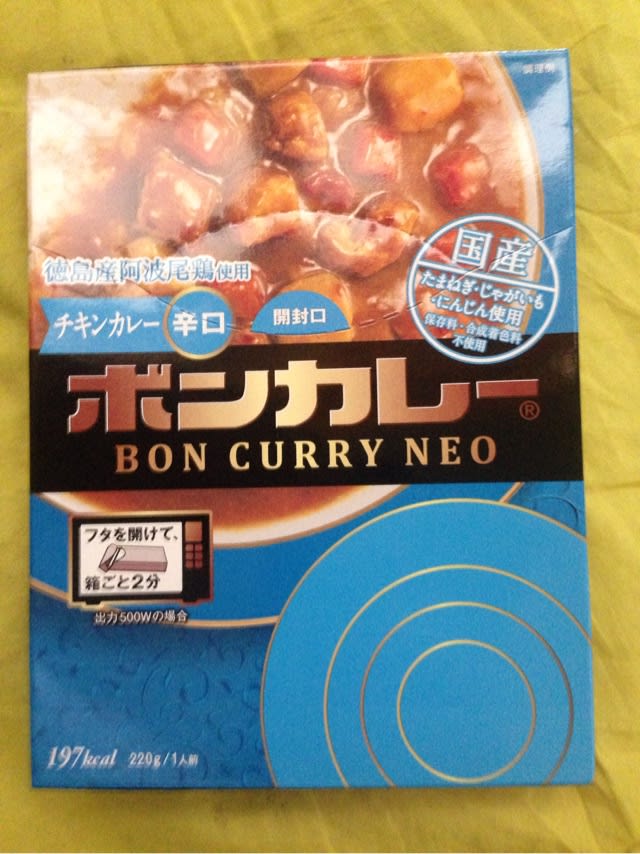 調理例
徳島産阿波尾鶏使用
国産
たまねぎ・じゃがいも
・にんじん使用
保存料・合成着色料
不使用
チキンカレー 辛口
開封口
ボンカレー®
BON CURRY NEO
フタを開けて、
箱ごと2分
出力500Wの場合
197kcal 220g/1人前